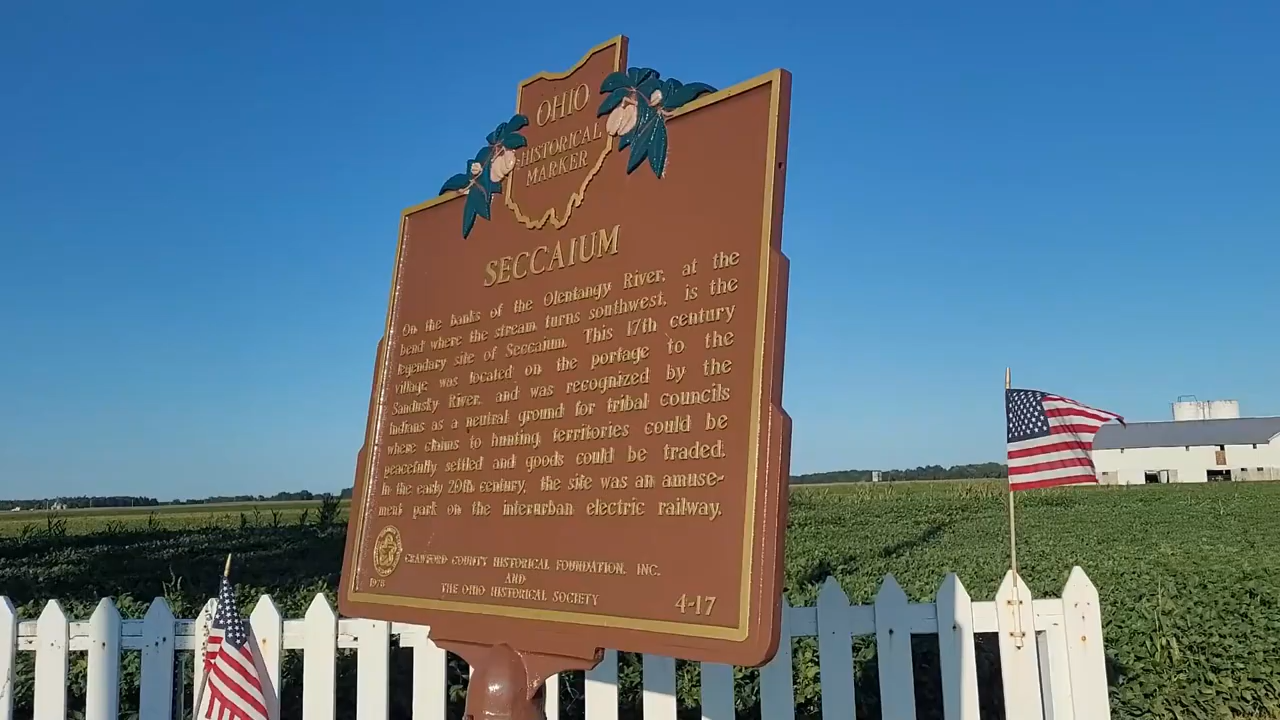 OHIO
HISTORICAL
MARKER
SECCAIUM
On the banks of the Olentangy River, at the
bend where the stream turns southwest, is the
legendary site of Seccaium. This 17th century
village was located on the portage to the
Sandusky River, and was recognized by the
Indians as a neutral ground for tribal councils
where claims to hunting territories could be
peacefully settled and goods could be traded.
In the early 20th century, the site was an amuse-
ment park on the interurban electric railway.
CRAWFORD COUNTY HISTORICAL FOUNDATION, INC.
AND
THE OHIO HISTORICAL SOCIETY
1978
4-17